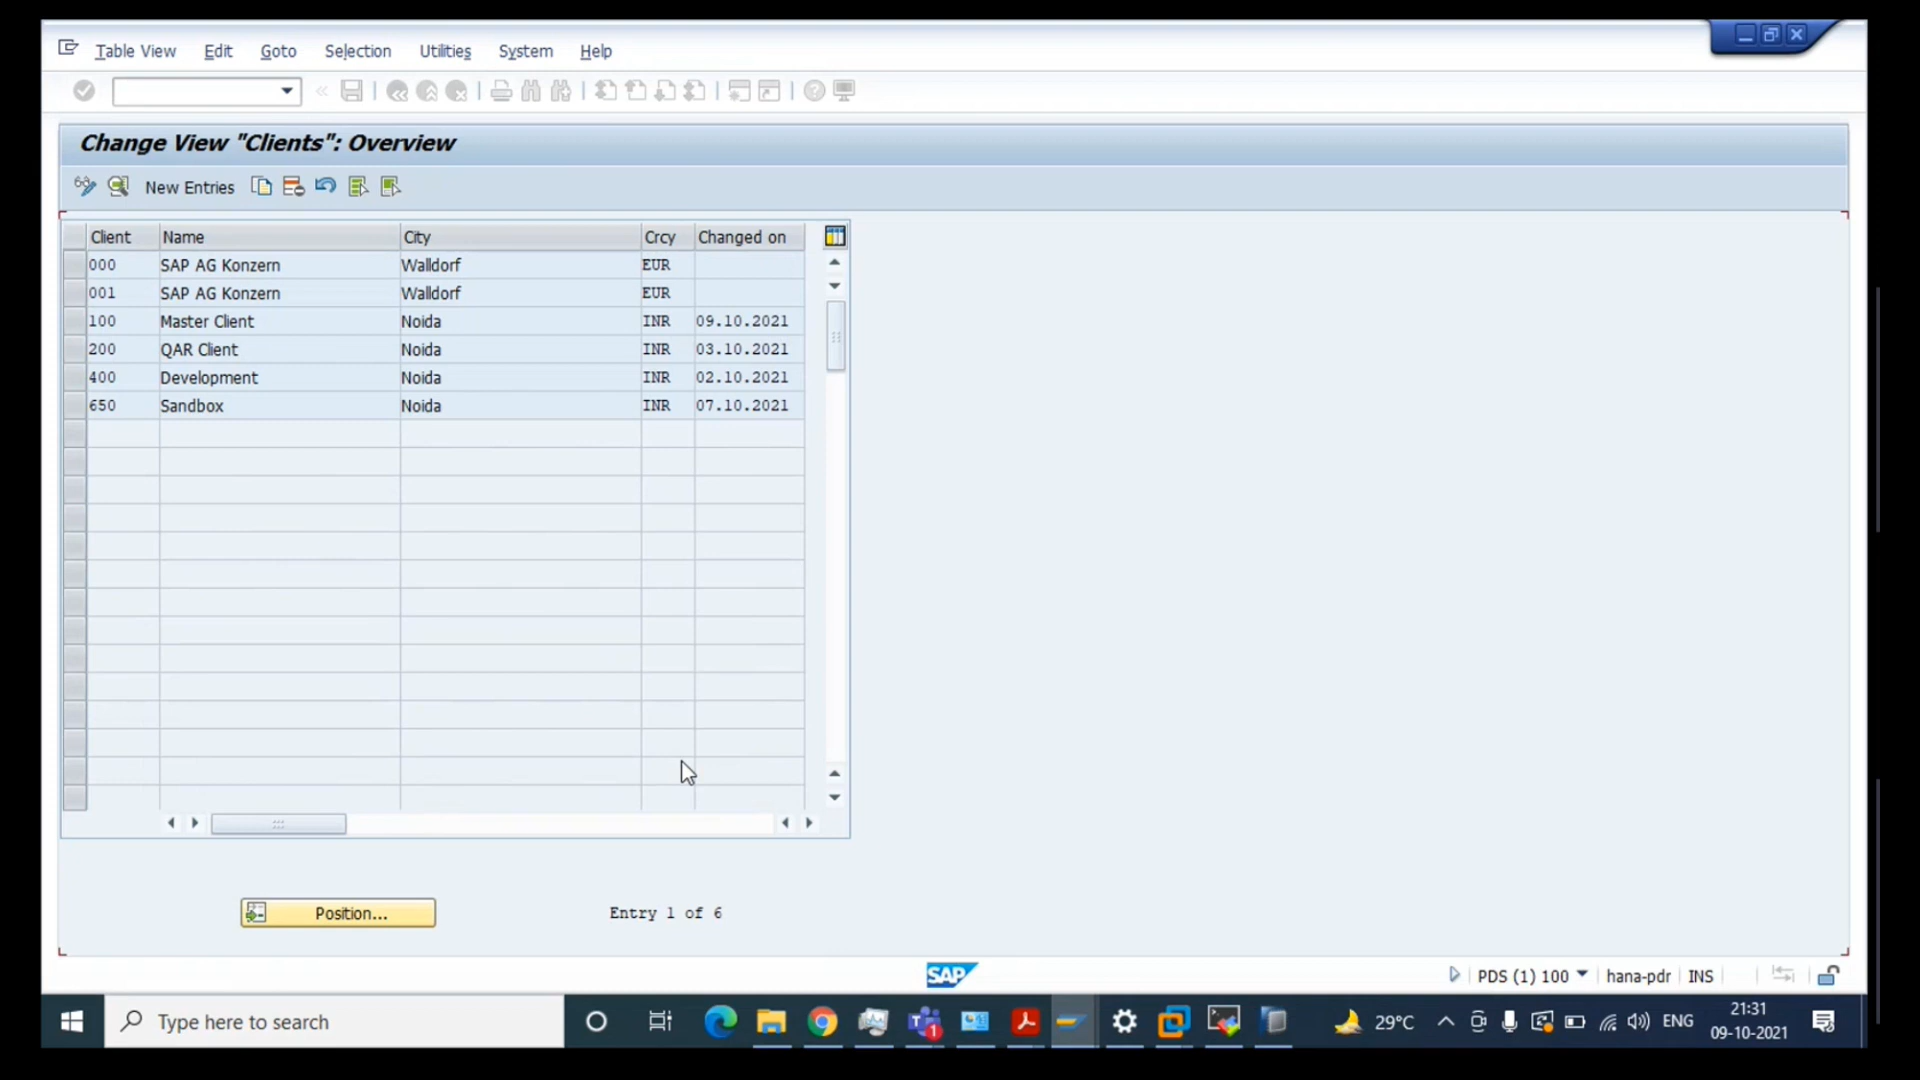 Table View Edit Goto Selection Utilities System Help
Change View "Clients": Overview
New Entries
Client Name City Crcy Changed on
000 SAP AG Konzern Walldorf EUR
001 SAP AG Konzern Walldorf EUR
100 Master Client Noida INR 09.10.2021
200 QAR Client Noida INR 03.10.2021
400 Development Noida INR 02.10.2021
650 Sandbox Noida INR 07.10.2021
Position... Entry 1 of 6
SAP PDS (1) 100 hana-pdr INS
Type here to search 1 29°C ENG 21:31
09-10-2021